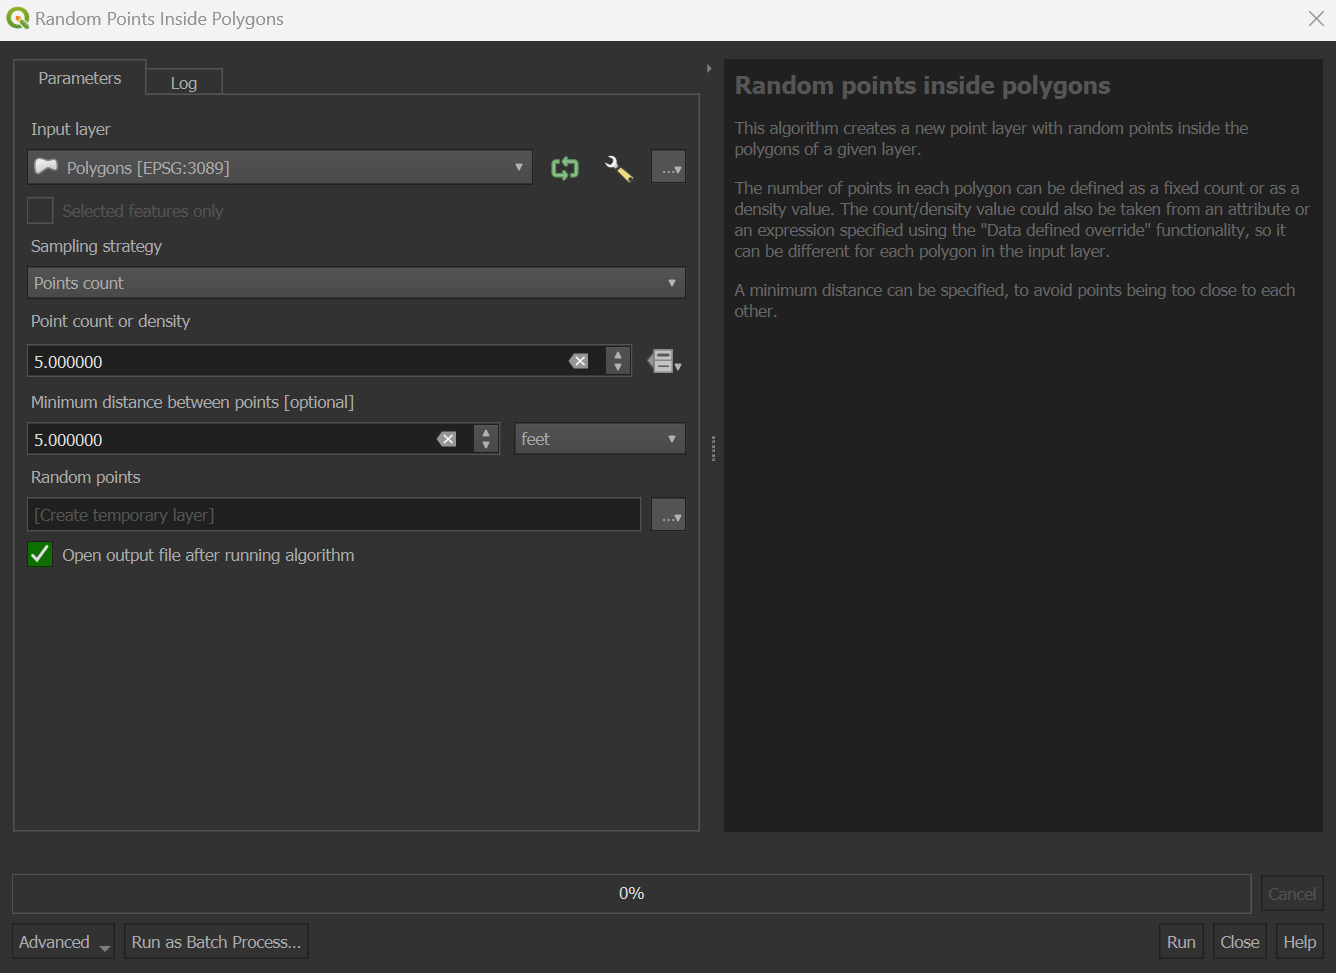 Random Points Inside Polygons
Parameters
Log
Input layer
Polygons [EPSG:3089]
...
Selected features only
Sampling strategy
Points count
Point count or density
5.000000
Minimum distance between points [optional]
5.000000
feet
Random points
[Create temporary layer]
...
Open output file after running algorithm
Random points inside polygons
This algorithm creates a new point layer with random points inside the
polygons of a given layer.
The number of points in each polygon can be defined as a fixed count or as a
density value. The count/density value could also be taken from an attribute or
an expression specified using the "Data defined override" functionality, so it
can be different for each polygon in the input layer.
A minimum distance can be specified, to avoid points being too close to each
other.
0%
Cancel
Advanced
Run as Batch Process...
Run
Close
Help